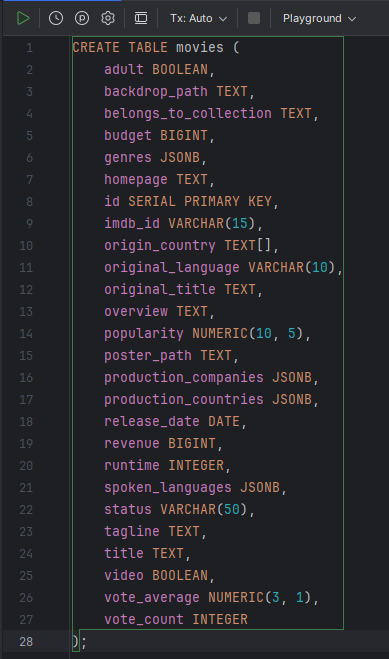 Tx: Auto Playground
1 CREATE TABLE movies (
2 adult BOOLEAN,
3 backdrop_path TEXT,
4 belongs_to_collection TEXT,
5 budget BIGINT,
6 genres JSONB,
7 homepage TEXT,
8 id SERIAL PRIMARY KEY,
9 imdb_id VARCHAR(15),
10 origin_country TEXT[],
11 original_language VARCHAR(10),
12 original_title TEXT,
13 overview TEXT,
14 popularity NUMERIC(10, 5),
15 poster_path TEXT,
16 production_companies JSONB,
17 production_countries JSONB,
18 release_date DATE,
19 revenue BIGINT,
20 runtime INTEGER,
21 spoken_languages JSONB,
22 status VARCHAR(50),
23 tagline TEXT,
24 title TEXT,
25 video BOOLEAN,
26 vote_average NUMERIC(3, 1),
27 vote_count INTEGER
28 );